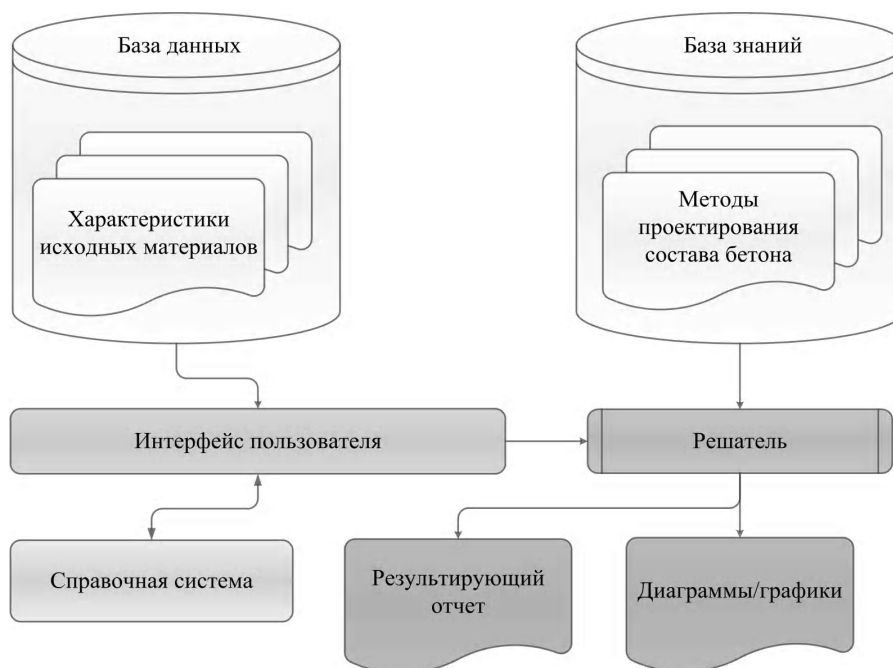 База данных
База знаний
Характеристики
исходных материалов
Методы
проектирования
состава бетона
Интерфейс пользователя
Решатель
Справочная система
Результирующий
отчет
Диаграммы/графики